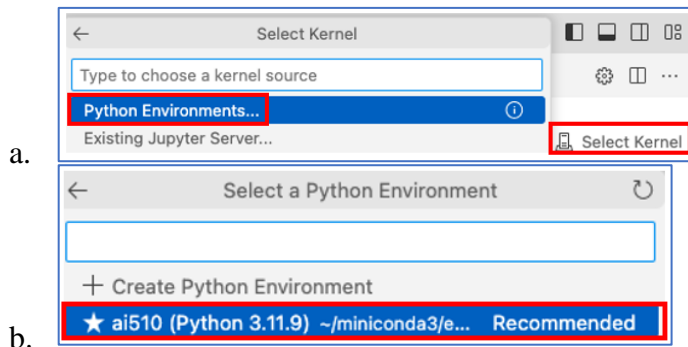 Select Kernel
Type to choose a kernel source
Python Environments...
Existing Jupyter Server...
Select Kernel
a.
Select a Python Environment
Create Python Environment
ai510 (Python 3.11.9) ~/miniconda3/e... Recommended
b.